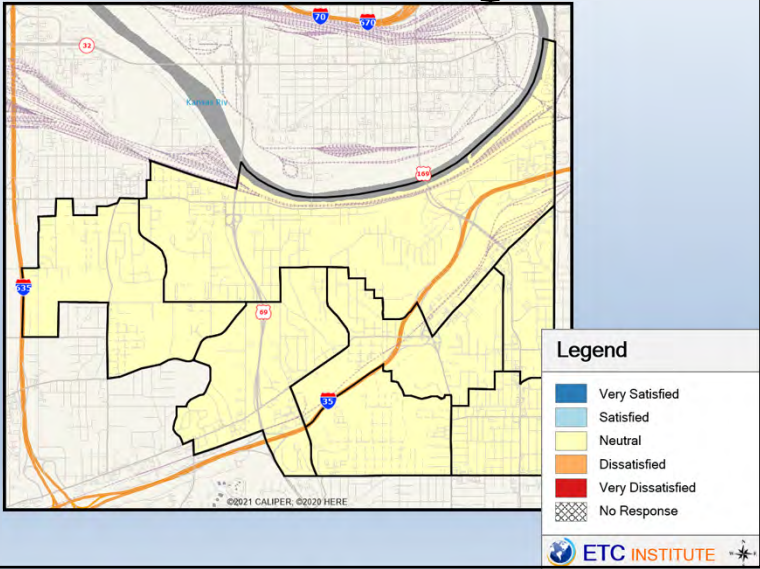 70
670
32
Kansas Riv
169
635
69
35
©2021 CALIPER; ©2020 HERE
Legend
Very Satisfied
Satisfied
Neutral
Dissatisfied
Very Dissatisfied
No Response
ETC INSTITUTE